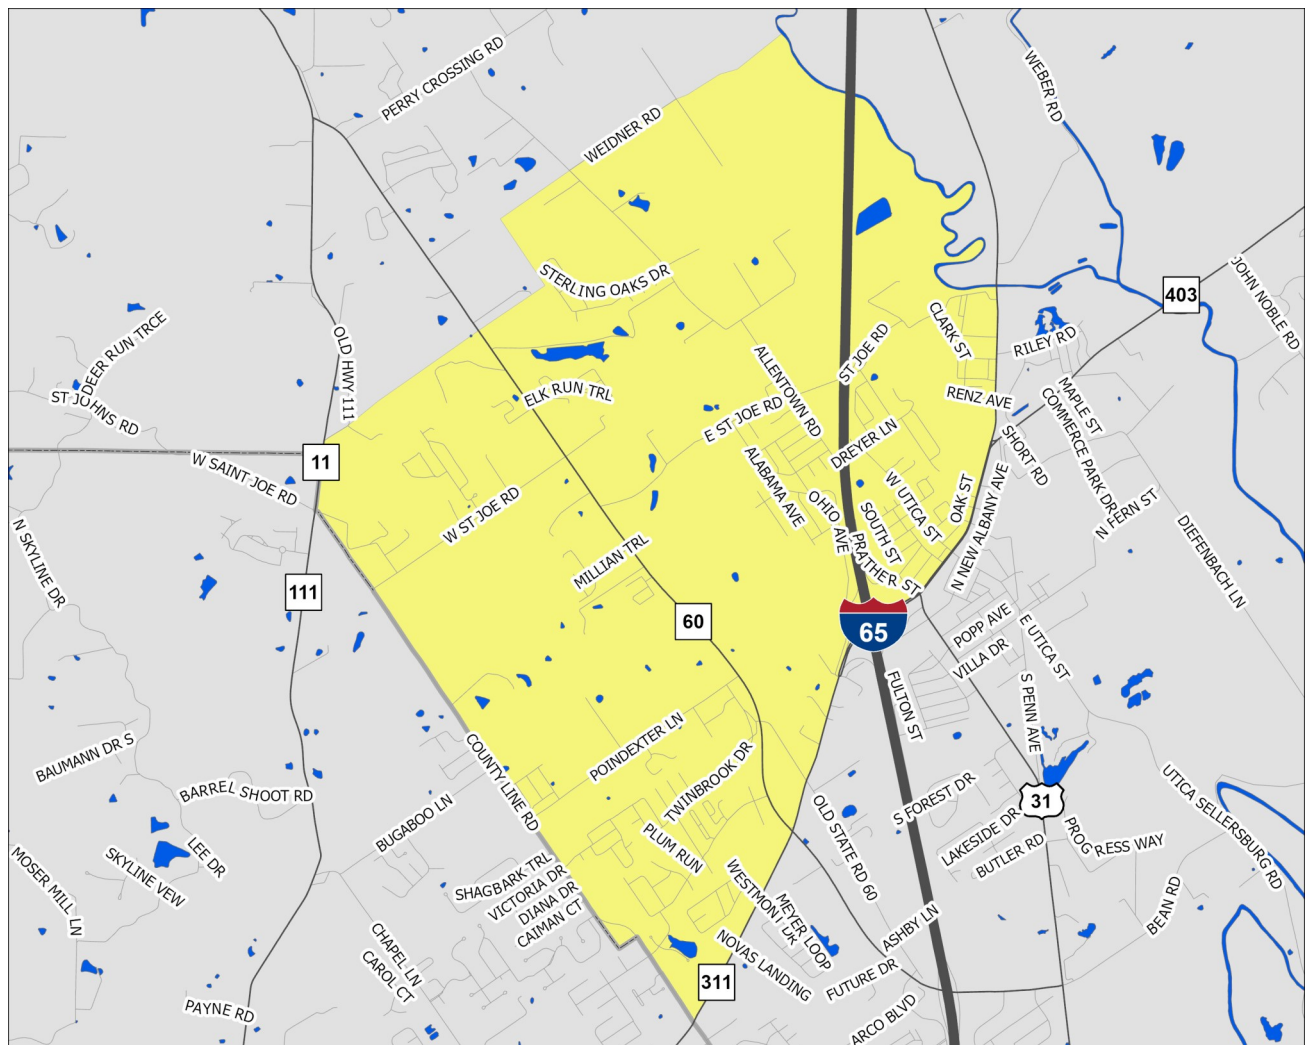 PERRY CROSSING RD
WEBER RD
WEIDNER RD
STERLING OAKS DR
403
JOHN NOBLE RD
CLARK ST
RILEY RD
DEER RUN TRCE
OLD HWY 111
ST JOE RD
ALLENTOWN RD
ELK RUN TRL
RENZ AVE
MAPLE ST
ST JOHNS RD
E ST JOE RD
COMMERCE PARK DR
DREYER LN
SHORT RD
11
W SAINT JOE RD
ALABAMA AVE
W UTICA ST
OAK ST
W ST JOE RD
OHIO AVE
SOUTH ST
N NEW ALBANY AVE
N FERN ST
N SKYLINE DR
MILLIAN TRL
PRATHER ST
DIEFENBACH LN
111
60
65
POPP AVE
E UTICA ST
VILLA DR
FULTON ST
S PENN AVE
BAUMANN DR S
POINDEXTER LN
COUNTY LINE RD
TWINBROOK DR
BARREL SHOOT RD
OLD STATE RD 60
S FOREST DR
31
UTICA SELLERSBURG RD
BUGABOO LN
LAKESIDE DR
PROGRESS WAY
BUTLER RD
PLUM RUN
LEE DR
SKYLINE VEW
MOSER MILL LN
SHAGBARK TRL
VICTORIA DR
DIANA DR
CAIMAN CT
WESTMONT DR
MEYER LOOP
ASHBY LN
BEAN RD
CHAPEL LN
CAROL CT
NOVAS LANDING
FUTURE DR
311
PAYNE RD
ARCO BLVD